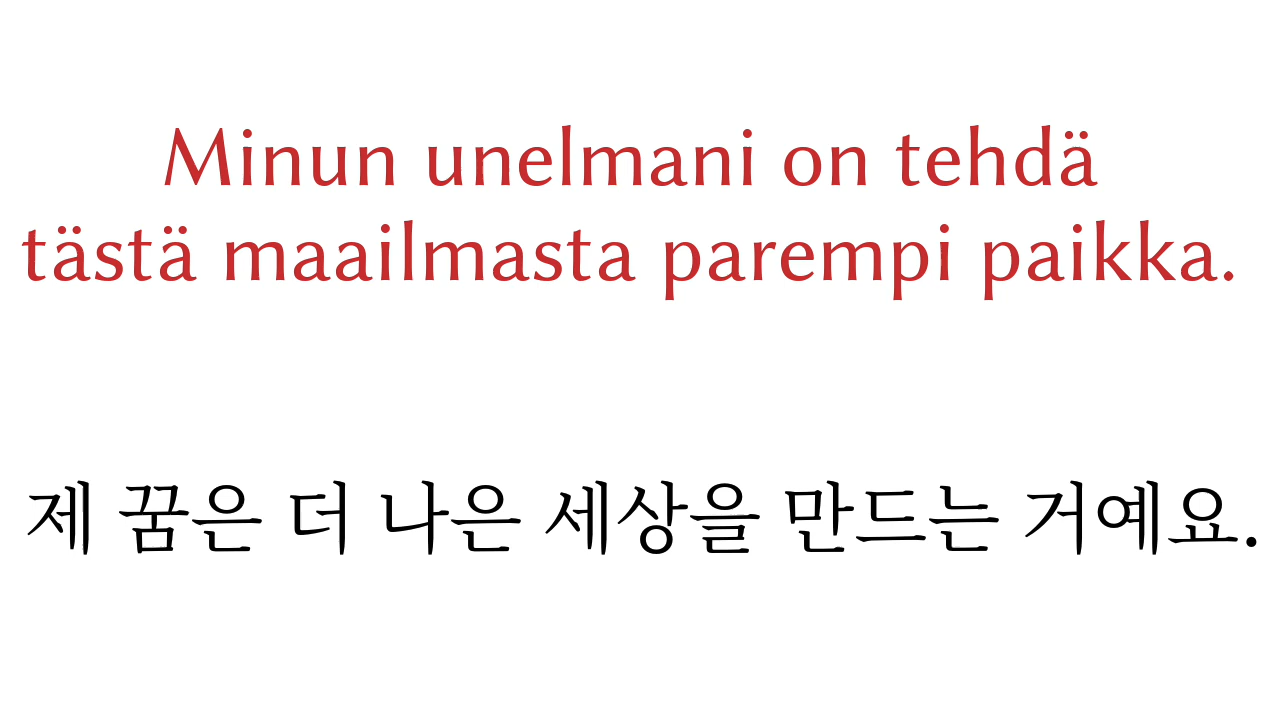 Minun unelmani on tehdä
tästä maailmasta parempi paikka.
제 꿈은 더 나은 세상을 만드는 거예요.